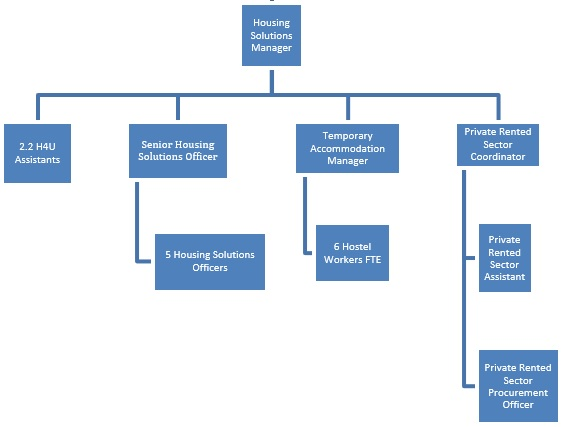 Housing
Solutions
Manager
2.2 H4U
Assistants
Senior Housing
Solutions Officer
Temporary
Accommodation
Manager
Private Rented
Sector
Coordinator
5 Housing Solutions
Officers
6 Hostel
Workers FTE
Private
Rented
Sector
Assistant
Private Rented
Sector
Procurement
Officer